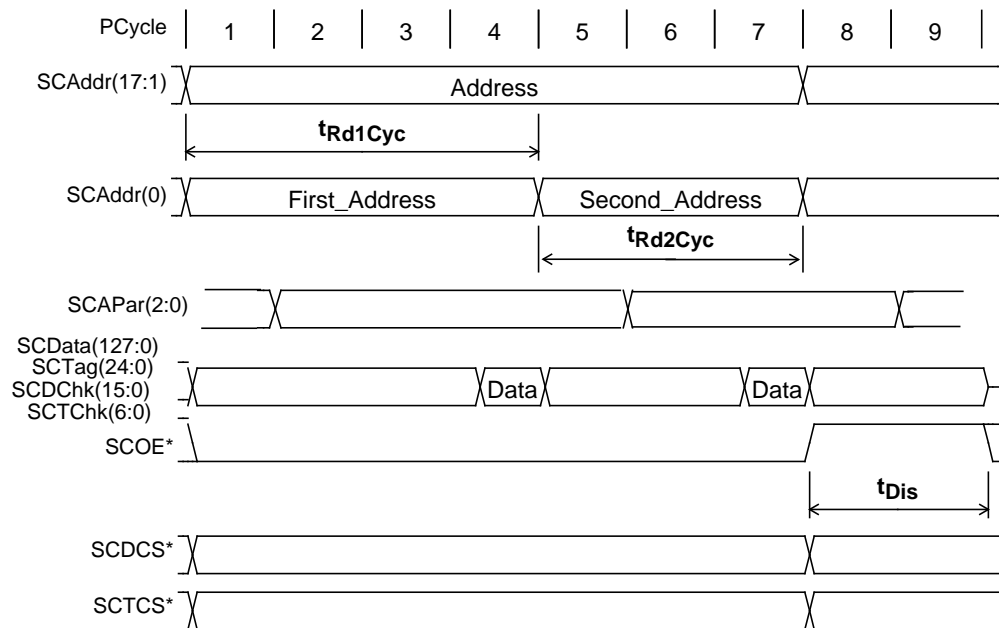 PCycle 1 2 3 4 5 6 7 8 9
SCAddr(17:1) Address
tRd1Cyc
SCAddr(0) First_Address Second_Address
tRd2Cyc
SCAPar(2:0)
SCData(127:0)
SCTag(24:0)
SCDChk(15:0) Data Data
SCTChk(6:0)
SCOE*
tDis
SCDCS*
SCTCS*